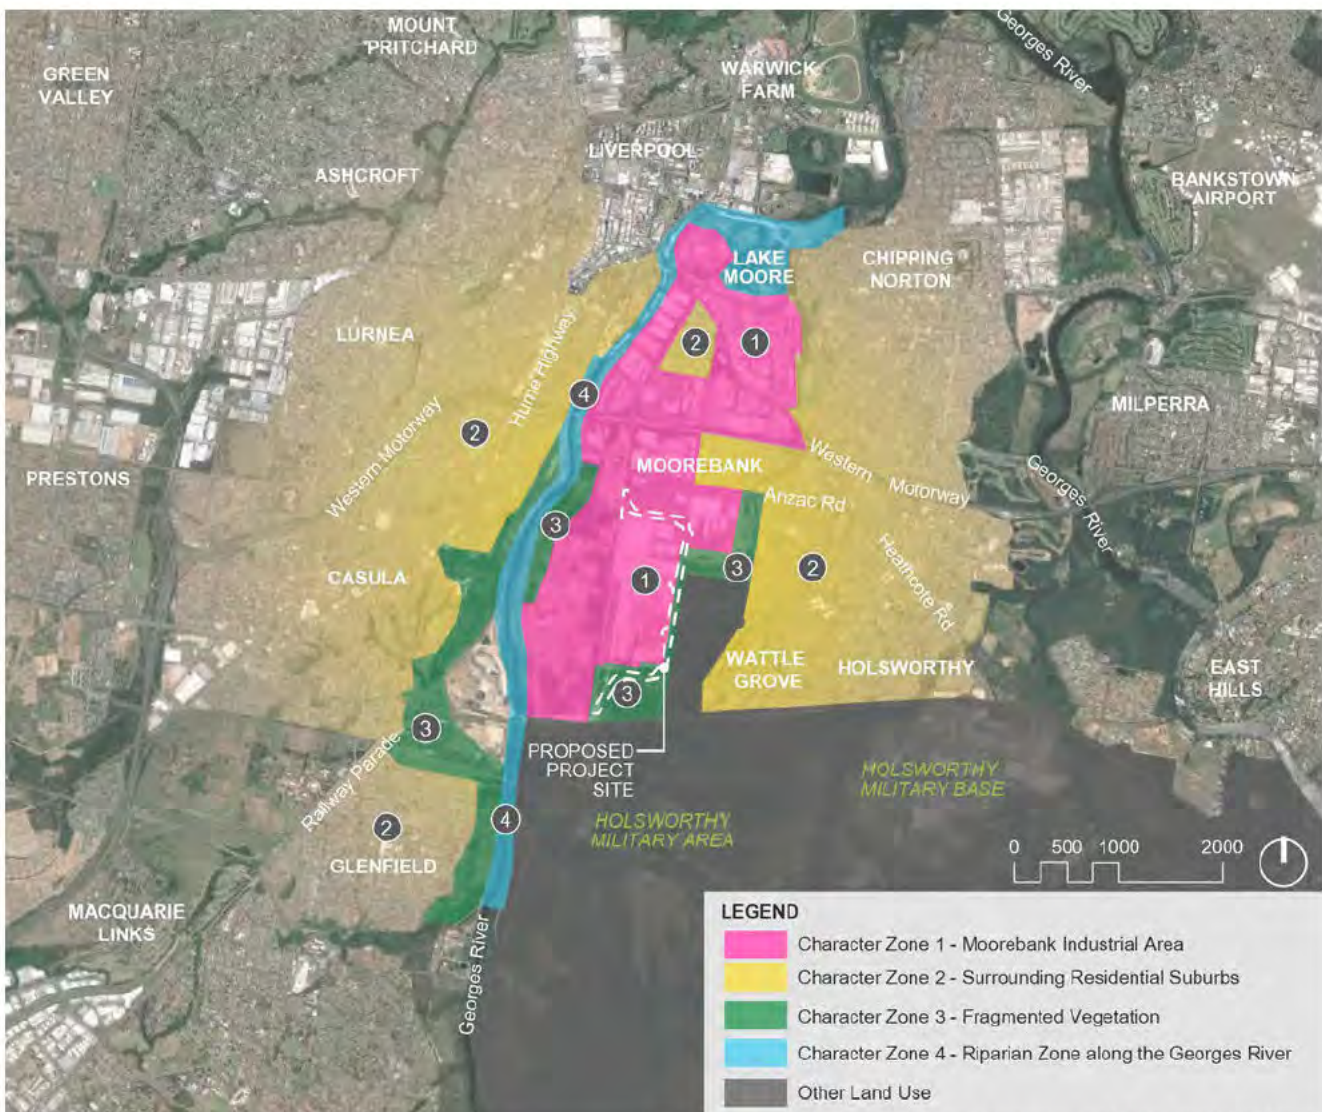 MOUNT
PRITCHARD
GREEN
VALLEY
WARWICK
FARM
Georges River
LIVERPOOL
ASHCROFT
BANKSTOWN
AIRPORT
LAKE
MOORE
CHIPPING
NORTON
LURNEA
Hume Highway
2
1
4
MILPERRA
Western Motorway
2
PRESTONS
MOOREBANK
Western Motorway
Georges River
Anzac Rd
3
CASULA
1
3
2
Heathcote Rd
WATTLE
GROVE
HOLSWORTHY
EAST
HILLS
3
3
Railway Parade
PROPOSED
PROJECT
SITE
HOLSWORTHY
MILITARY BASE
HOLSWORTHY
MILITARY AREA
4
2
GLENFIELD
0 500 1000 2000
MACQUARIE
LINKS
Georges River
LEGEND
Character Zone 1 - Moorebank Industrial Area
Character Zone 2 - Surrounding Residential Suburbs
Character Zone 3 - Fragmented Vegetation
Character Zone 4 - Riparian Zone along the Georges River
Other Land Use